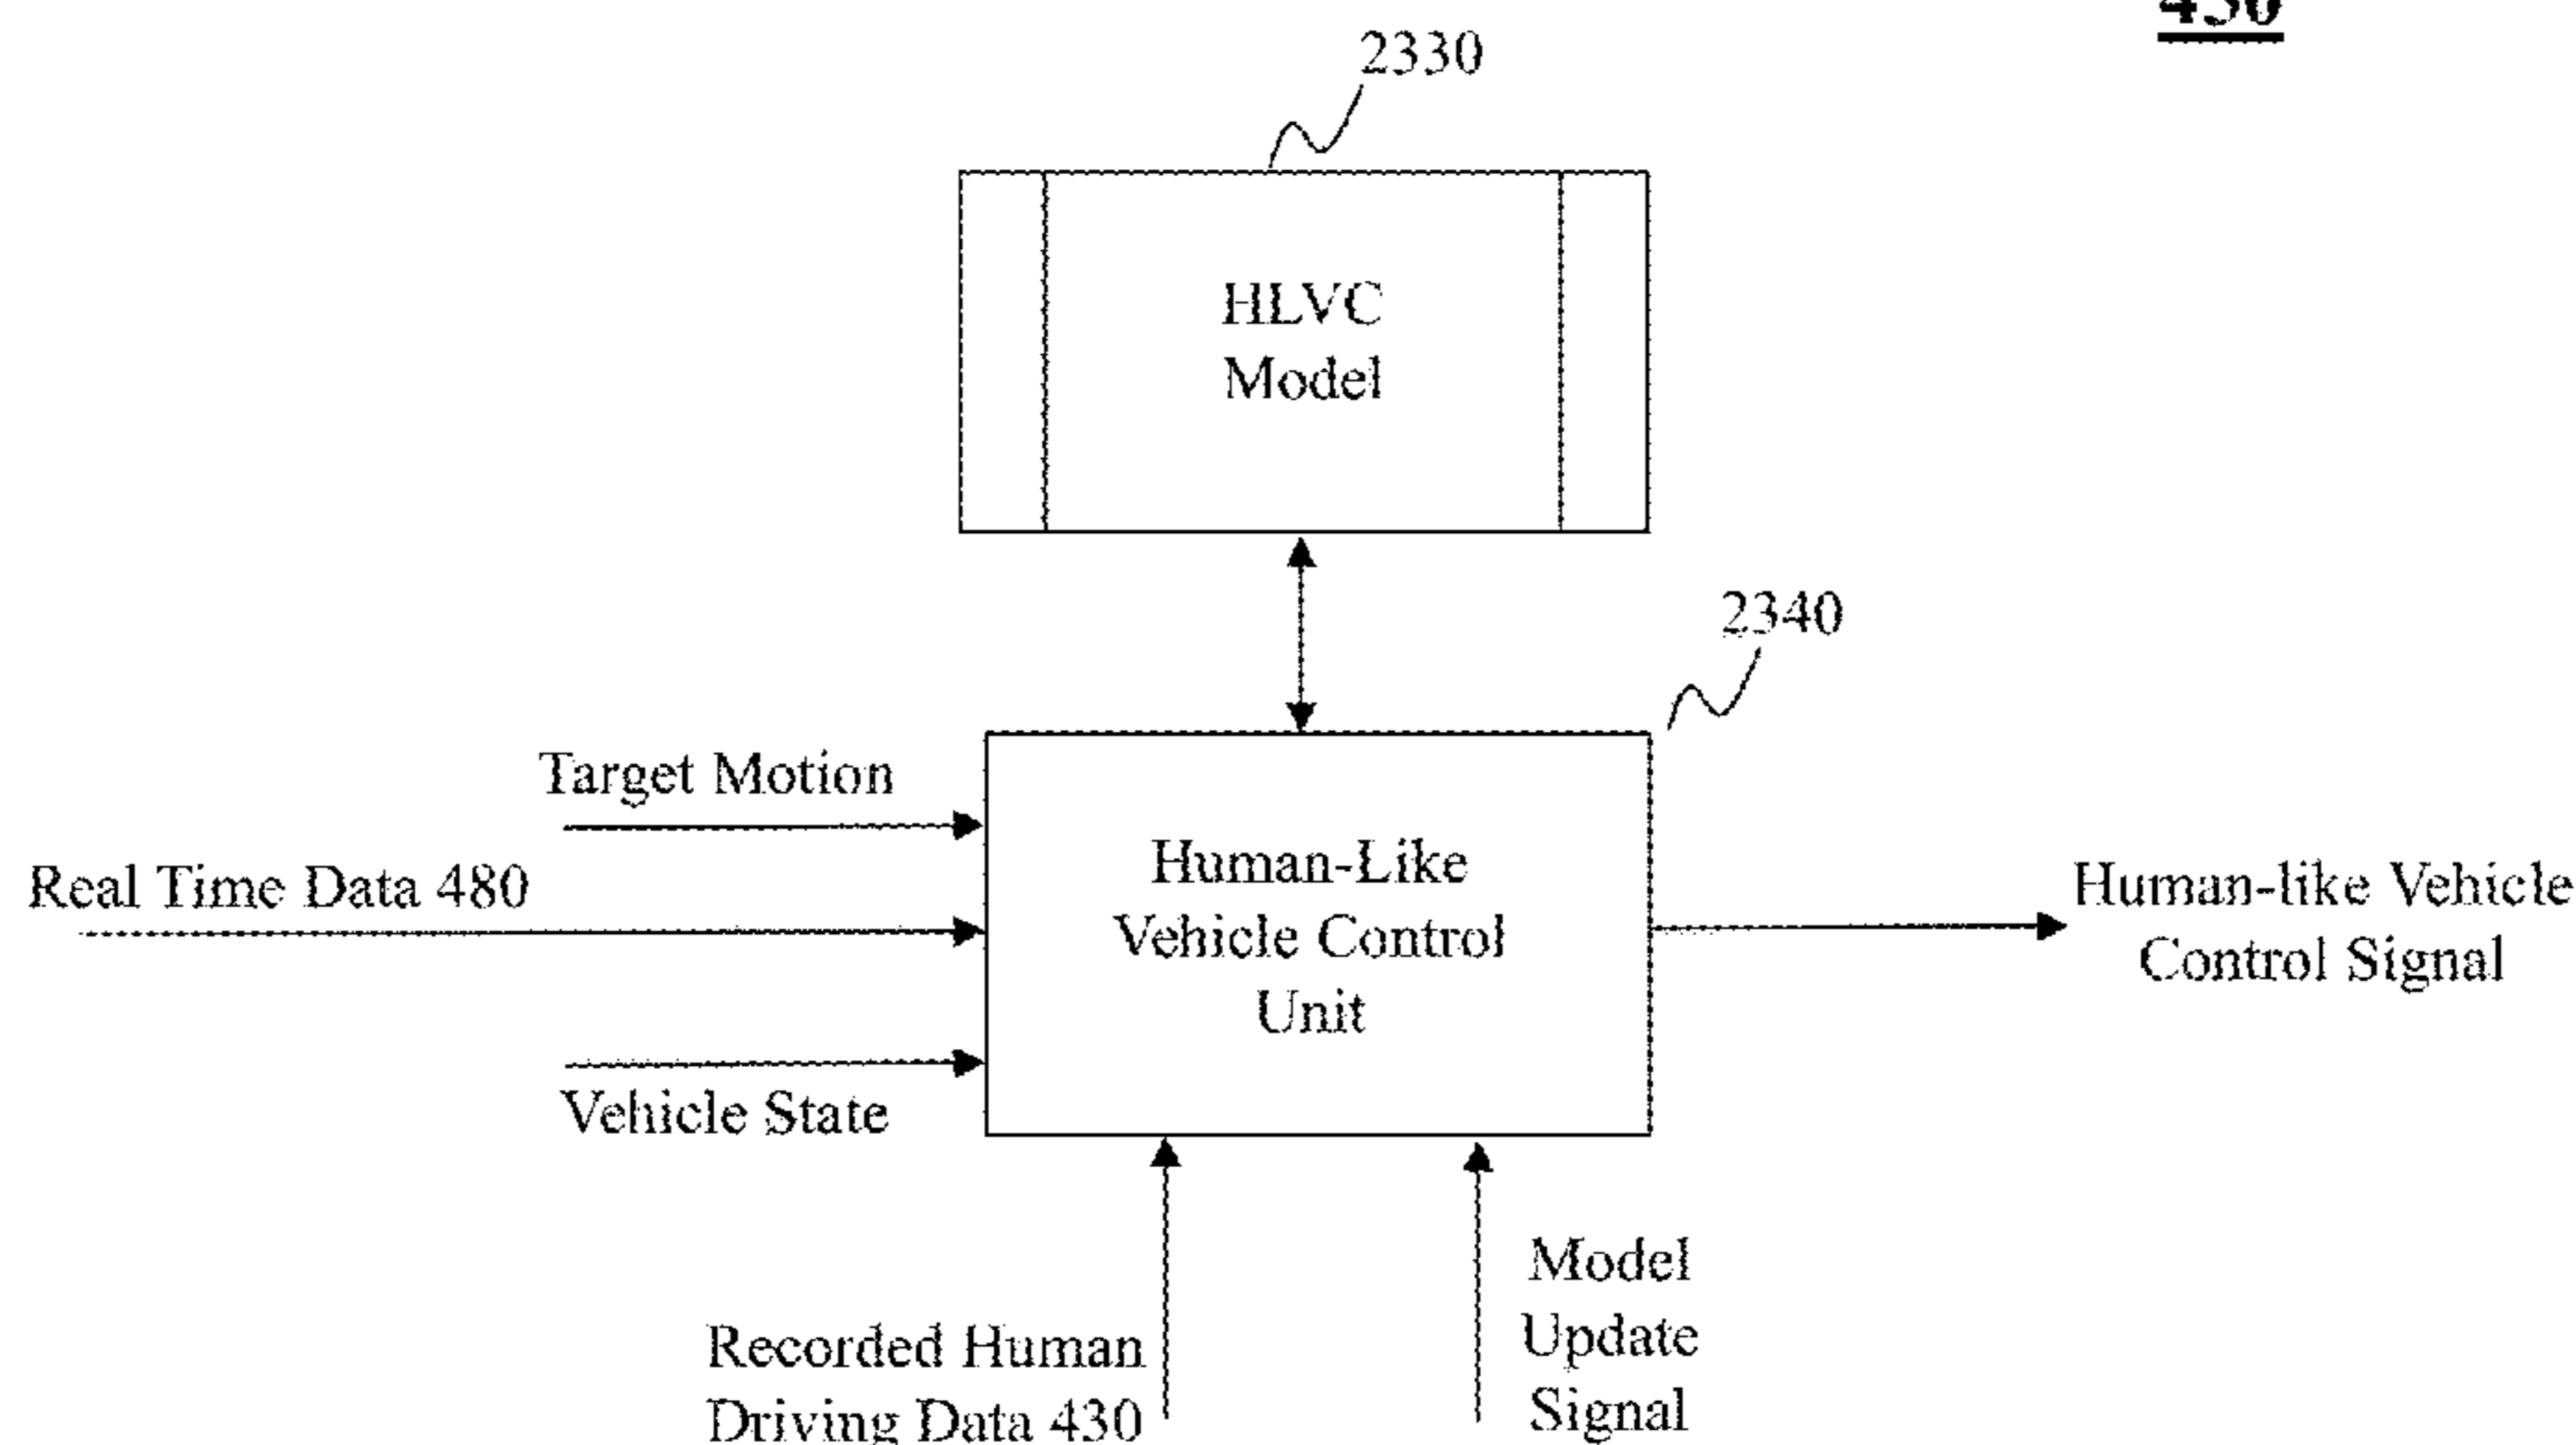 2330
HLVC
Model
2340
Target Motion
Real Time Data 480
Vehicle State
Human-Like
Vehicle Control
Unit
Human-like Vehicle
Control Signal
Recorded Human
Driving Data 430
Model
Update
Signal